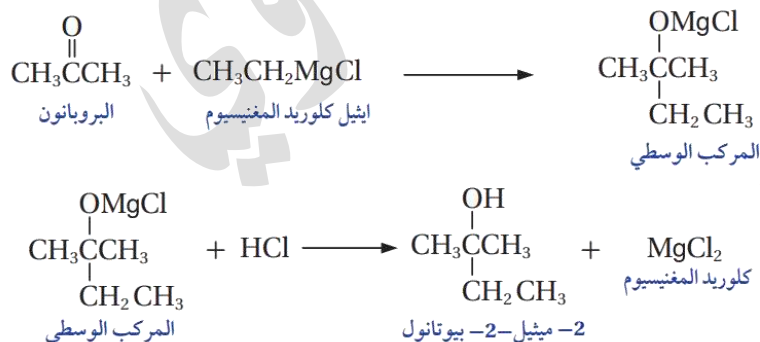 O
CH₃CCH₃ + CH₃CH₂MgCl
البروبانون
ايثيل كلوريد المغنيسيوم
OMgCl
CH₃CCH₃
CH₂CH₃
المركب الوسطي
OMgCl
CH₃CCH₃ + HCl
CH₂CH₃
المركب الوسطي
OH
CH₃CCH₃ + MgCl₂
CH₂CH₃
كلوريد المغنيسيوم
2– ميثيل–2– بيوتانول